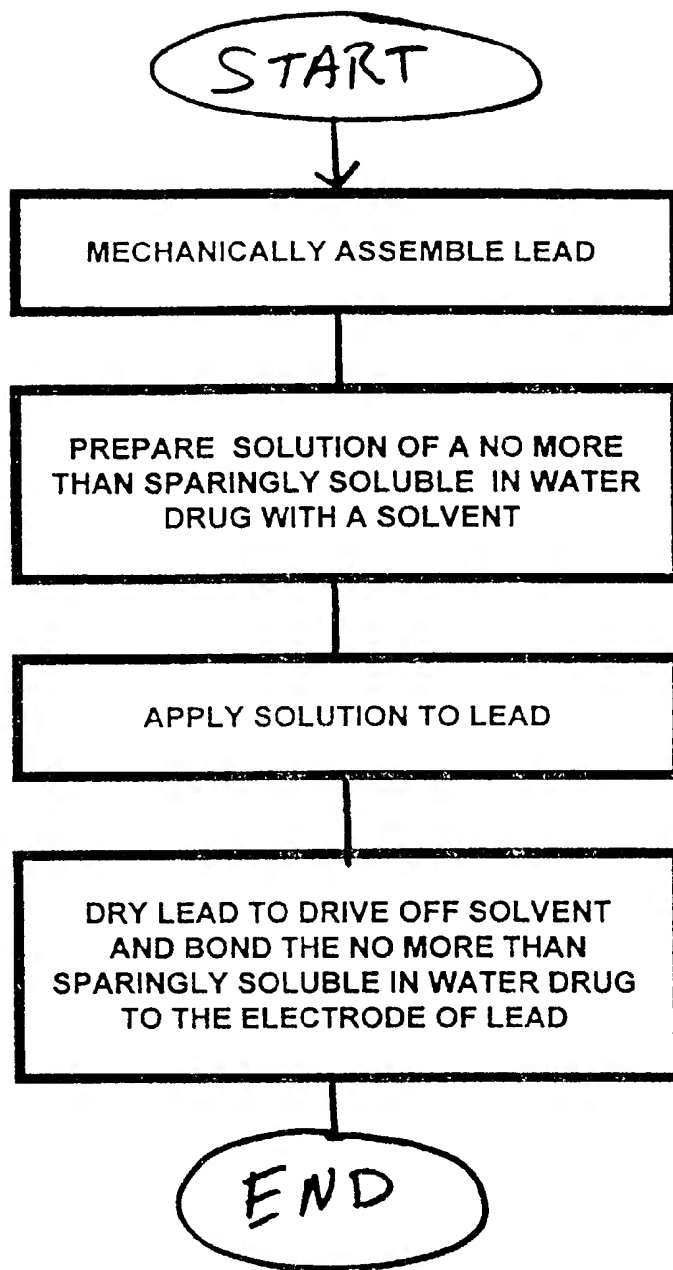 START
MECHANICALLY ASSEMBLE LEAD
PREPARE SOLUTION OF A NO MORE
THAN SPARINGLY SOLUBLE IN WATER
DRUG WITH A SOLVENT
APPLY SOLUTION TO LEAD
DRY LEAD TO DRIVE OFF SOLVENT
AND BOND THE NO MORE THAN
SPARINGLY SOLUBLE IN WATER DRUG
TO THE ELECTRODE OF LEAD
END